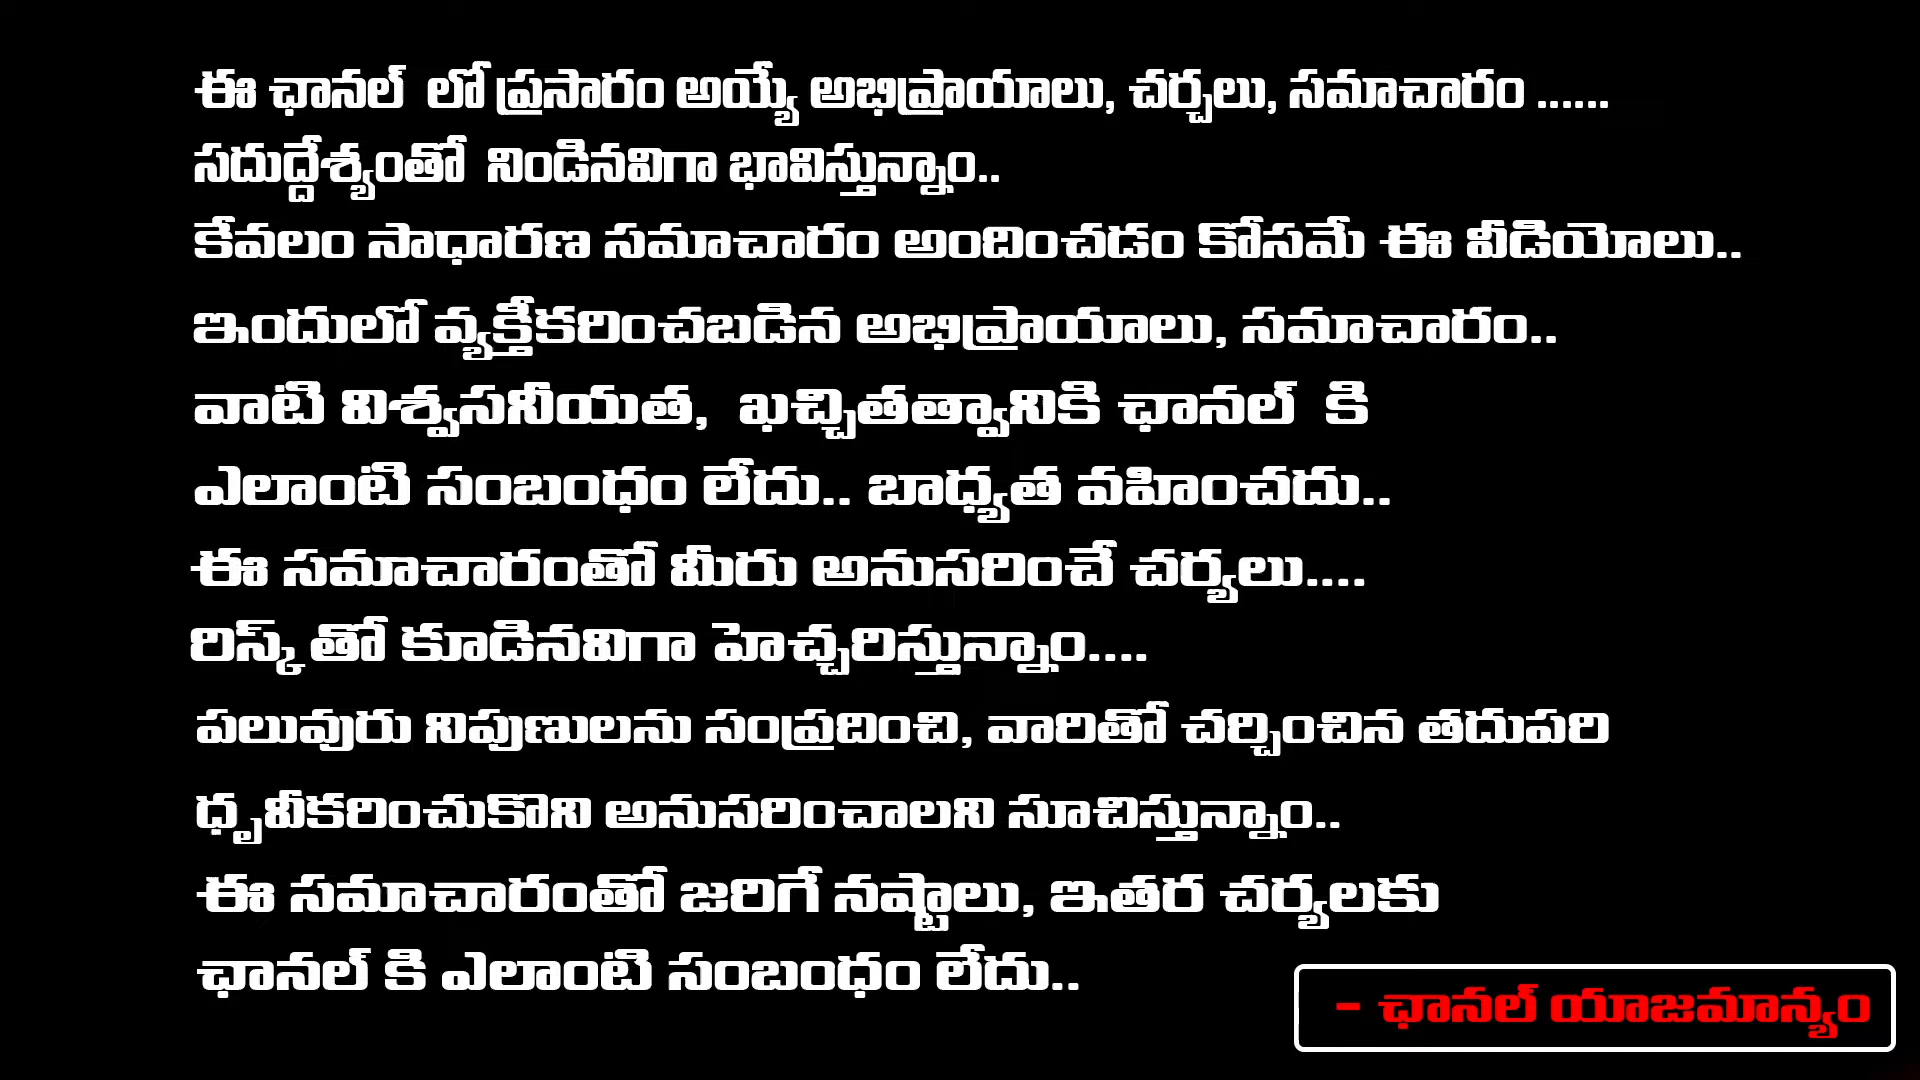 ఈ ఛానల్ లో ప్రసారం అయ్యే అభిప్రాయాలు, చర్చలు, సమాచారం ......
సదుద్దేశ్యంతో నిండినవిగా భావిస్తున్నాం..
కేవలం సాధారణ సమాచారం అందించడం కోసమే ఈ వీడియోలు..
ఇందులో వ్యక్తీకరించబడిన అభిప్రాయాలు, సమాచారం..
వాటి విశ్వసనీయత, ఖచ్చితత్వానికి ఛానల్ కి
ఎలాంటి సంబంధం లేదు.. బాధ్యత వహించదు..
ఈ సమాచారంతో మీరు అనుసరించే చర్యలు....
రిస్క్ తో కూడినవిగా హెచ్చరిస్తున్నాం....
పలువురు నిపుణులను సంప్రదించి, వారితో చర్చించిన తదుపరి
ధృవీకరించుకొని అనుసరించాలని సూచిస్తున్నాం..
ఈ సమాచారంతో జరిగే నష్టాలు, ఇతర చర్యలకు
ఛానల్ కి ఎలాంటి సంబంధం లేదు..
- ఛానల్ యాజమాన్యం